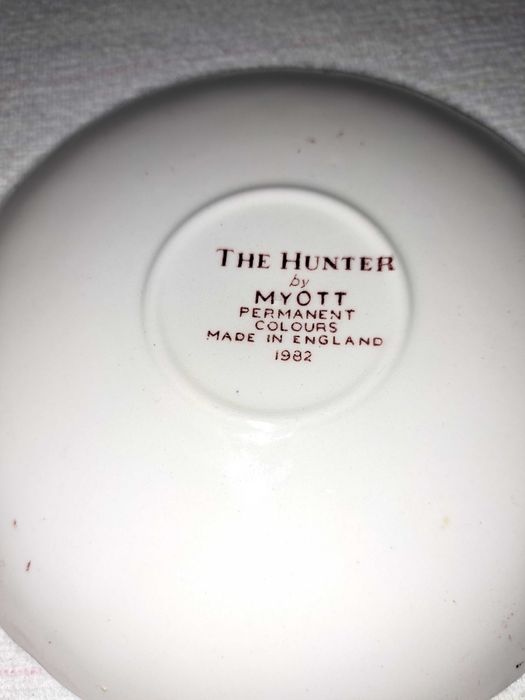 THE HUNTER
by
MYOTT
PERMANENT
COLOURS
MADE IN ENGLAND
1982